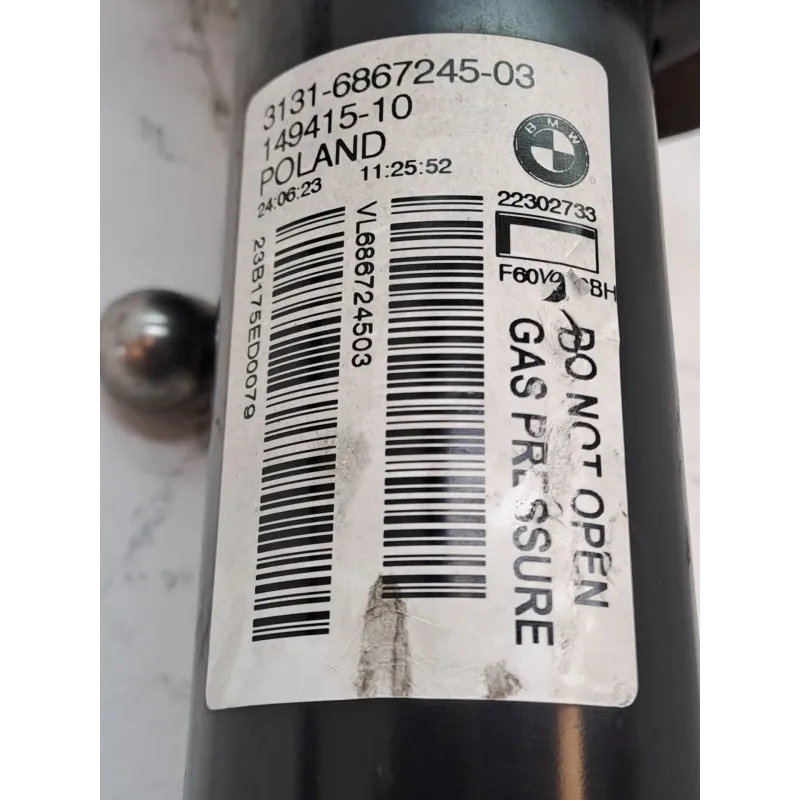 3131-6867245-03
149415-10
POLAND
24:06:23 11:25:52
BMW
22302733
VL686724503
23B175ED0079
DO NOT OPEN
GAS PRESSURE